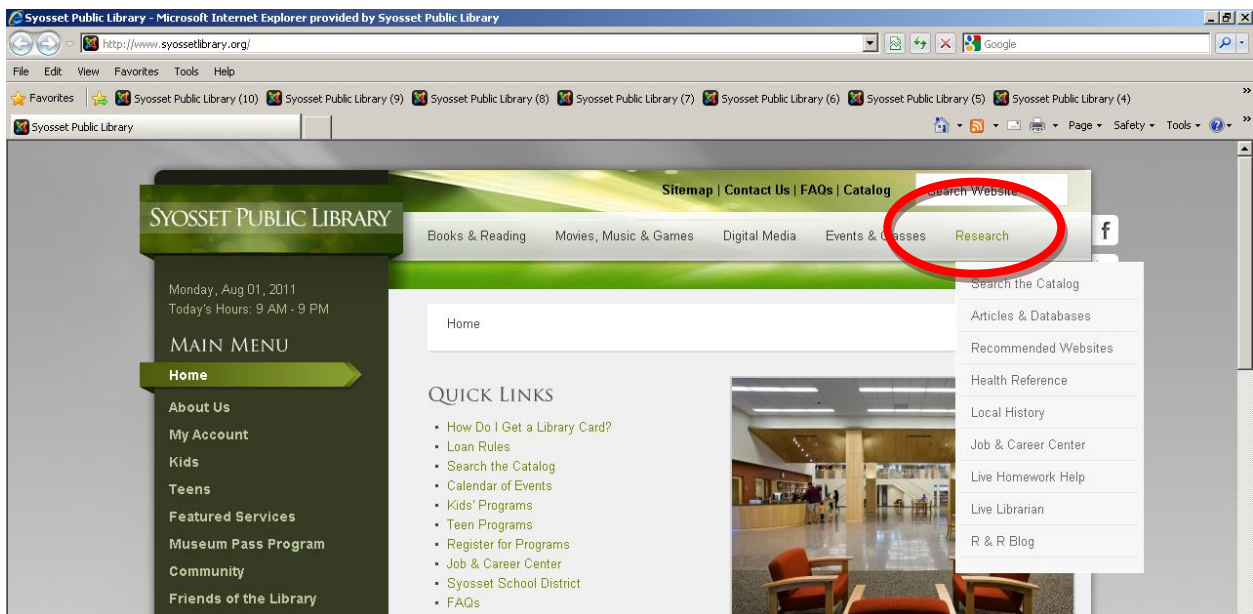 Syosset Public Library - Microsoft Internet Explorer provided by Syosset Public Library
http://www.syossetlibrary.org/
Google
File Edit View Favorites Tools Help
Favorites Syosset Public Library (10) Syosset Public Library (9) Syosset Public Library (8) Syosset Public Library (7) Syosset Public Library (6) Syosset Public Library (5) Syosset Public Library (4) »
Syosset Public Library
Page Safety Tools »
Sitemap | Contact Us | FAQs | Catalog
Search Website
SYOSSET PUBLIC LIBRARY
Books & Reading Movies, Music & Games Digital Media Events & Classes Research
f
Monday, Aug 01, 2011
Today's Hours: 9 AM - 9 PM
MAIN MENU
Home
About Us
My Account
Kids
Teens
Featured Services
Museum Pass Program
Community
Friends of the Library
Home
QUICK LINKS
• How Do I Get a Library Card?
• Loan Rules
• Search the Catalog
• Calendar of Events
• Kids' Programs
• Teen Programs
• Register for Programs
• Job & Career Center
• Syosset School District
• FAQs
Search the Catalog
Articles & Databases
Recommended Websites
Health Reference
Local History
Job & Career Center
Live Homework Help
Live Librarian
R & R Blog